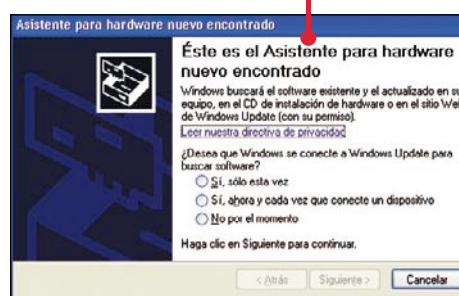 Asistente para hardware nuevo encontrado
Éste es el Asistente para hardware
nuevo encontrado
Windows buscará el software existente y el actualizado en su
equipo, en el CD de instalación de hardware o en el sitio Web
de Windows Update (con su permiso).
Leer nuestra directiva de privacidad
¿Desea que Windows se conecte a Windows Update para
buscar software?
Sí, sólo esta vez
Sí, ahora y cada vez que conecte un dispositivo
No por el momento
Haga clic en Siguiente para continuar.
< Atrás Siguiente > Cancelar